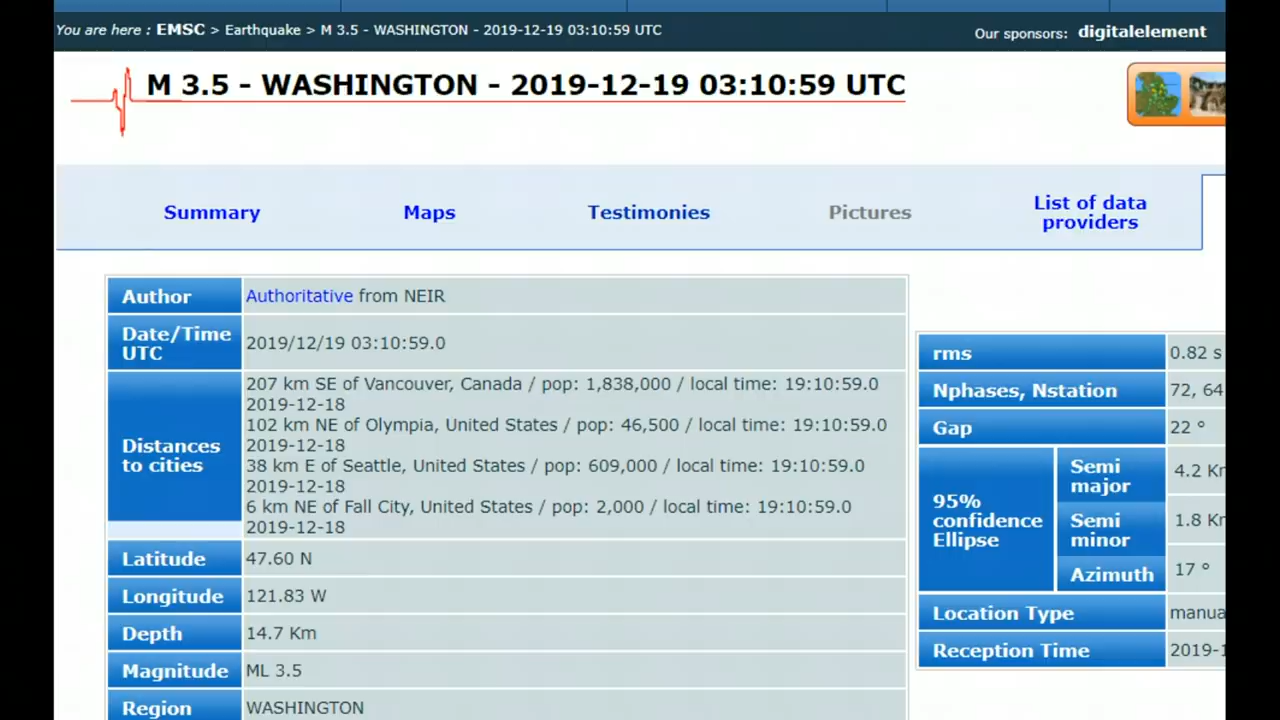 You are here : EMSC > Earthquake > M 3.5 - WASHINGTON - 2019-12-19 03:10:59 UTC
Our sponsors: digitalelement
M 3.5 - WASHINGTON - 2019-12-19 03:10:59 UTC
Summary
Maps
Testimonies
Pictures
List of data
providers
Author
Authoritative from NEIR
Date/Time
UTC
2019/12/19 03:10:59.0
Distances
to cities
207 km SE of Vancouver, Canada / pop: 1,838,000 / local time: 19:10:59.0
2019-12-18
102 km NE of Olympia, United States / pop: 46,500 / local time: 19:10:59.0
2019-12-18
38 km E of Seattle, United States / pop: 609,000 / local time: 19:10:59.0
2019-12-18
6 km NE of Fall City, United States / pop: 2,000 / local time: 19:10:59.0
2019-12-18
Latitude
47.60 N
Longitude
121.83 W
Depth
14.7 Km
Magnitude
ML 3.5
Region
WASHINGTON
rms
0.82 s
Nphases, Nstation
72, 64
Gap
22 °
95%
confidence
Ellipse
Semi
major
4.2
Semi
minor
1.8
Azimuth
17 °
Location Type
manua
Reception Time
2019-1